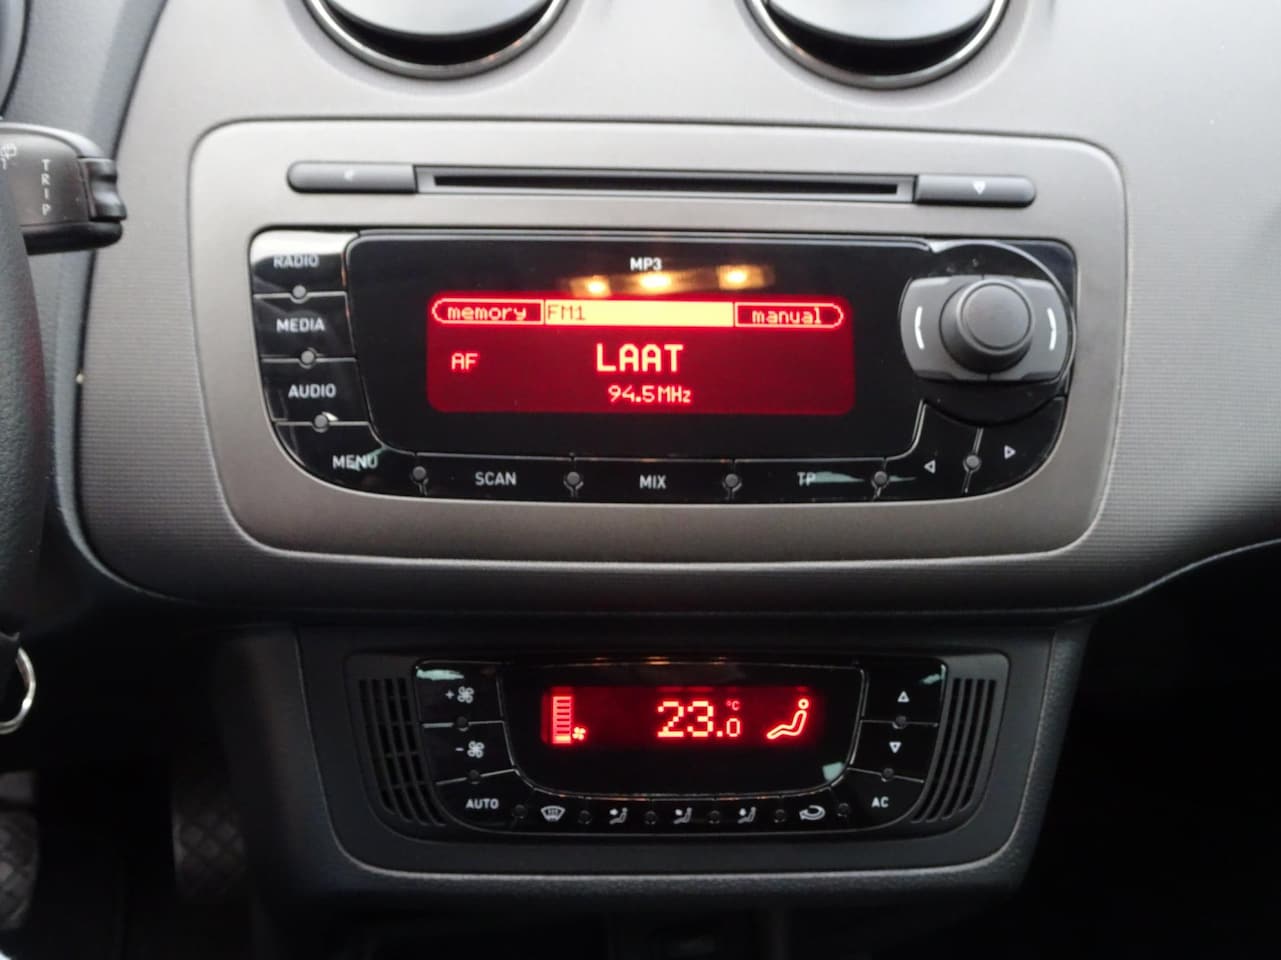 TRIP
MP3
RADIO
memory FM1 manual
MEDIA
AF LAAT
94.5MHz
AUDIO
MENU SCAN MIX TP
+
23.0 °C
-
AUTO AC